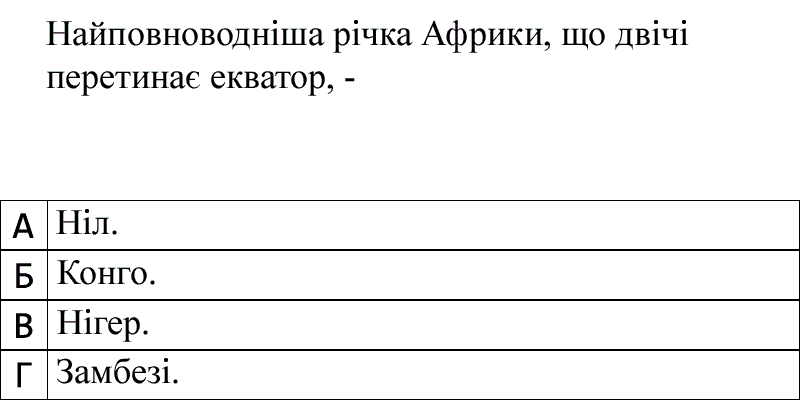 Найповноводніша річка Африки, що двічі
перетинає екватор, -
А Ніл.
Б Конго.
В Нігер.
Г Замбезі.